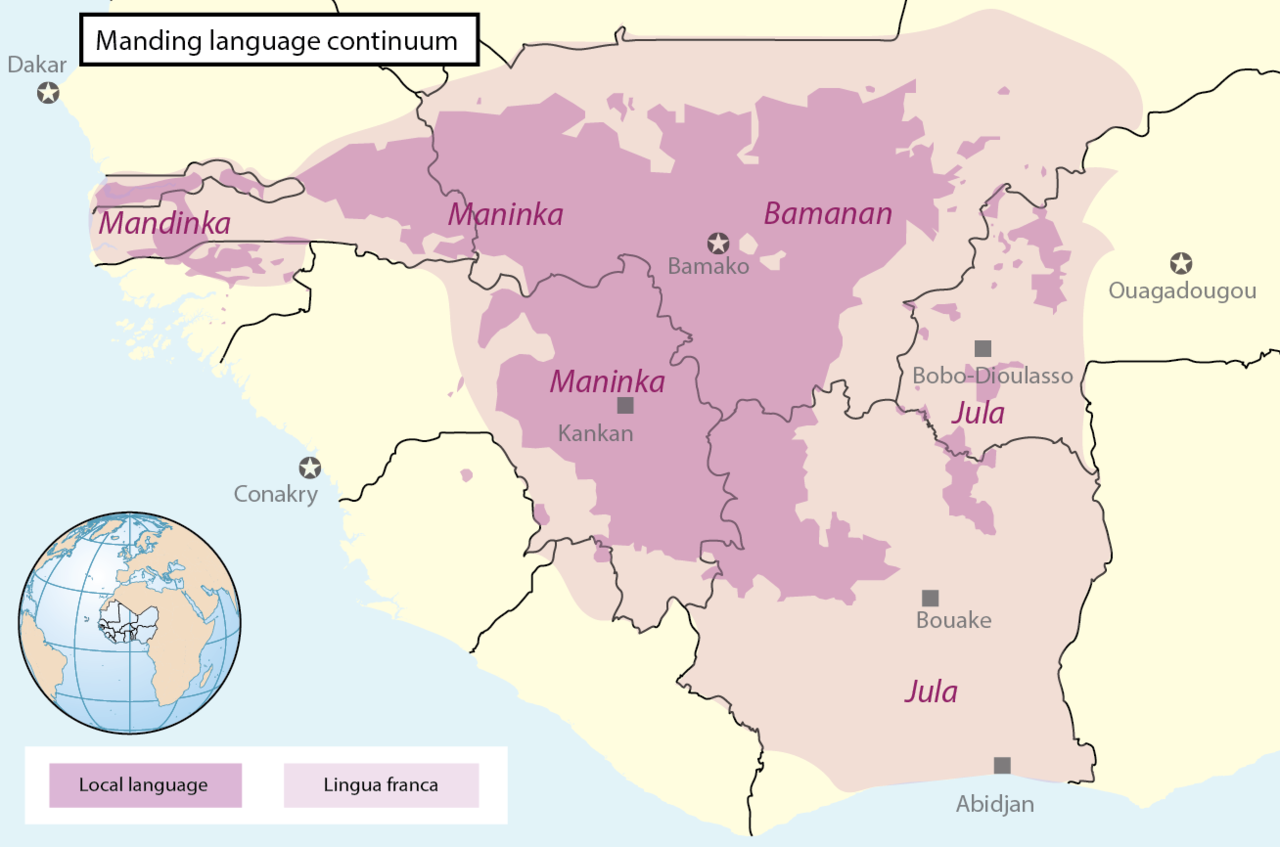 Manding language continuum
Dakar
Mandinka
Maninka
Bamanan
Bamako
Ouagadougou
Bobo-Dioulasso
Maninka
Jula
Kankan
Conakry
Bouake
Jula
Abidjan
Local language
Lingua franca